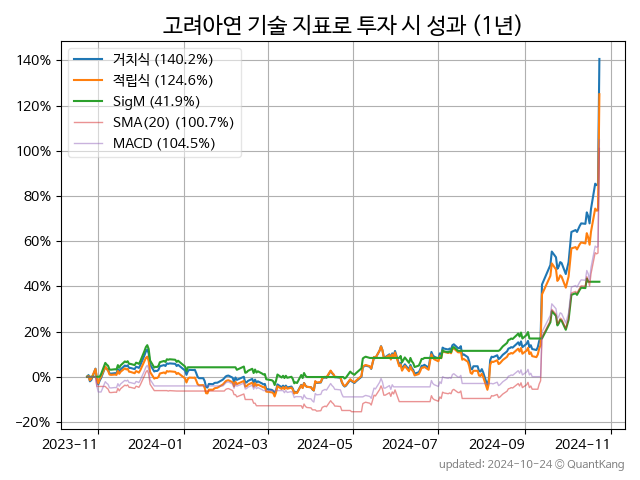 고려아연 기술 지표로 투자 시 성과 (1년)
140%
120%
100%
80%
60%
40%
20%
0%
−20%
거치식 (140.2%)
적립식 (124.6%)
SigM (41.9%)
SMA(20) (100.7%)
MACD (104.5%)
2023-11 2024-01 2024-03 2024-05 2024-07 2024-09 2024-11
updated: 2024-10-24 © QuantKang